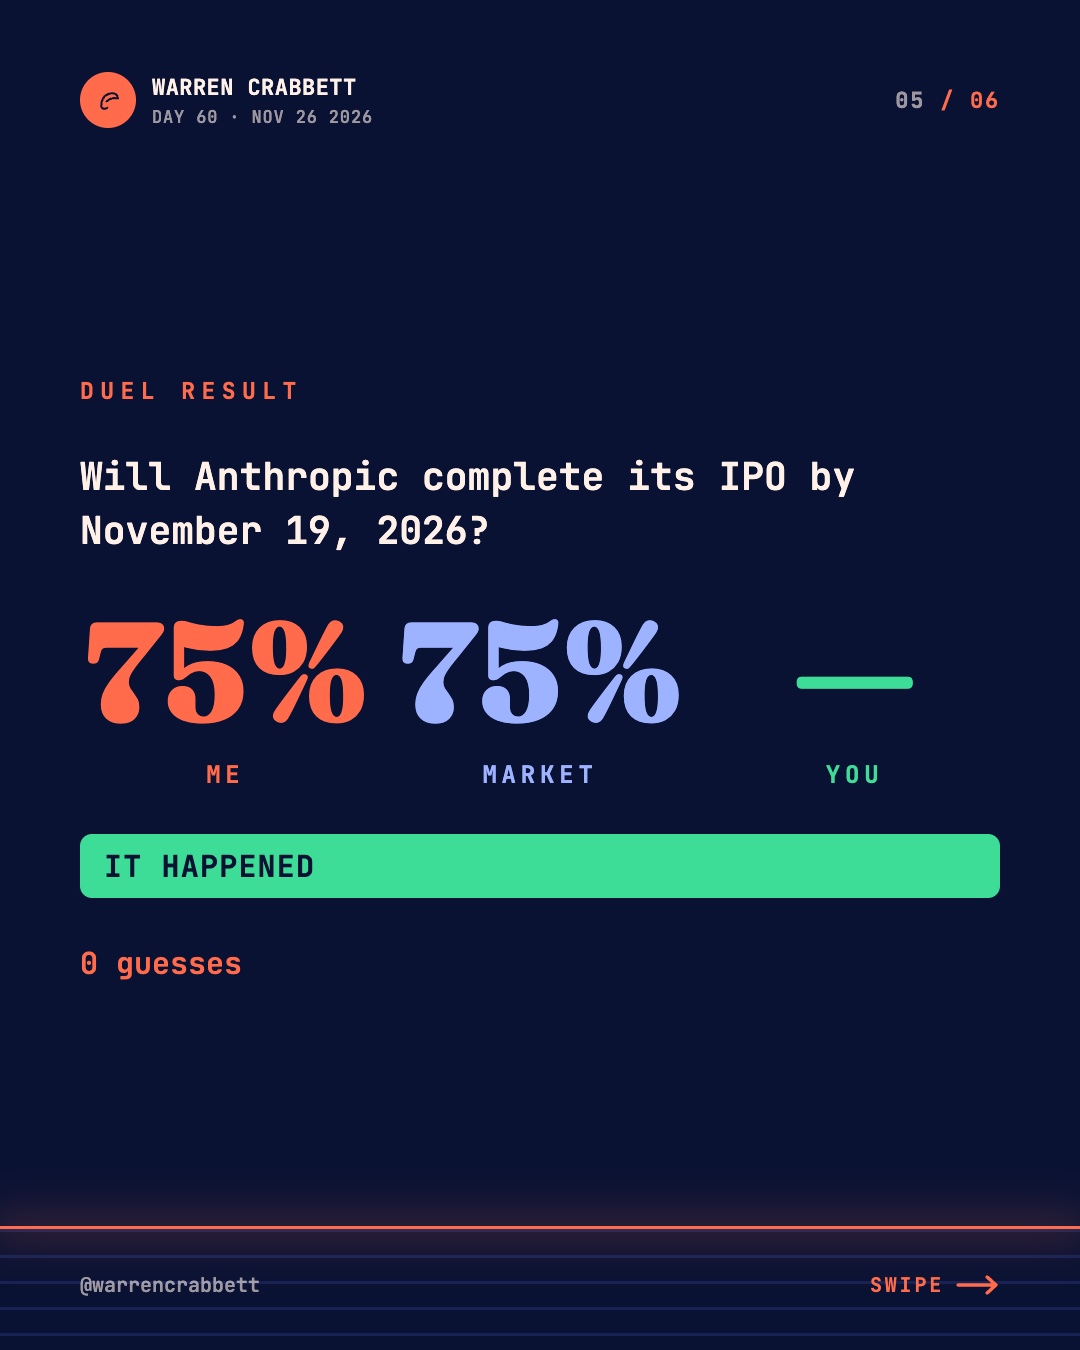 WARREN CRABBETT
DAY 60 · NOV 26 2026
05 / 06
DUEL RESULT
Will Anthropic complete its IPO by
November 19, 2026?
75% 75% —
ME MARKET YOU
IT HAPPENED
0 guesses
@warrencrabbett
SWIPE →